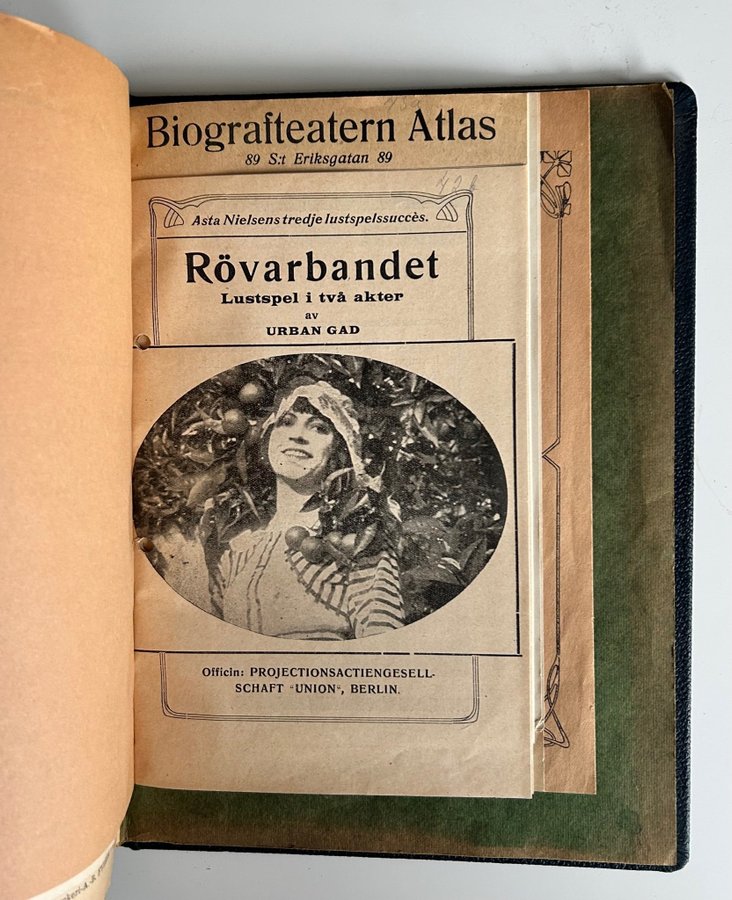 Biografteatern Atlas
89 S:t Eriksgatan 89
Asta Nielsens tredje lustspelssuccès.
Rövarbandet
Lustspel i två akter
av
URBAN GAD
Officin: PROJECTIONSACTIENGESELL-
SCHAFT "UNION", BERLIN.